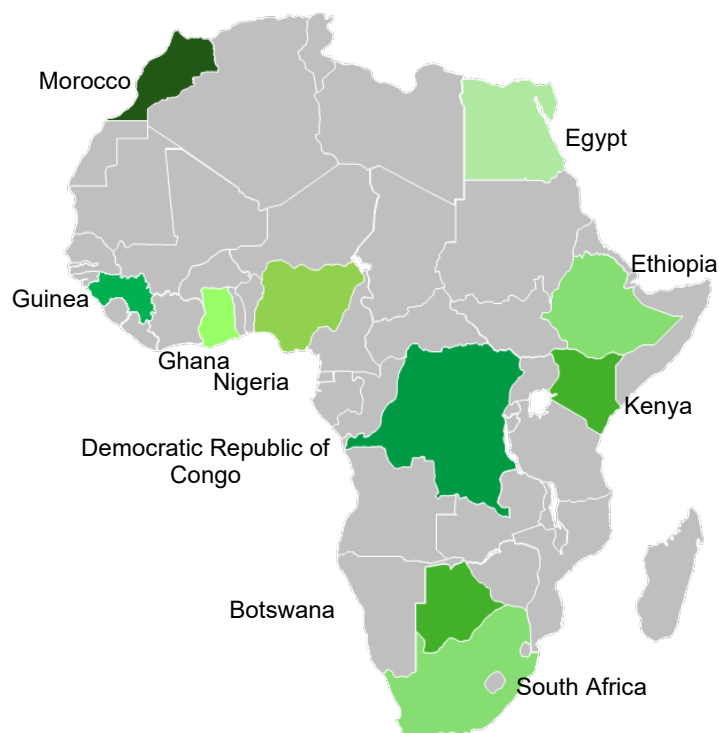 Morocco
Egypt
Ethiopia
Guinea
Ghana
Nigeria
Kenya
Democratic Republic of
Congo
Botswana
South Africa